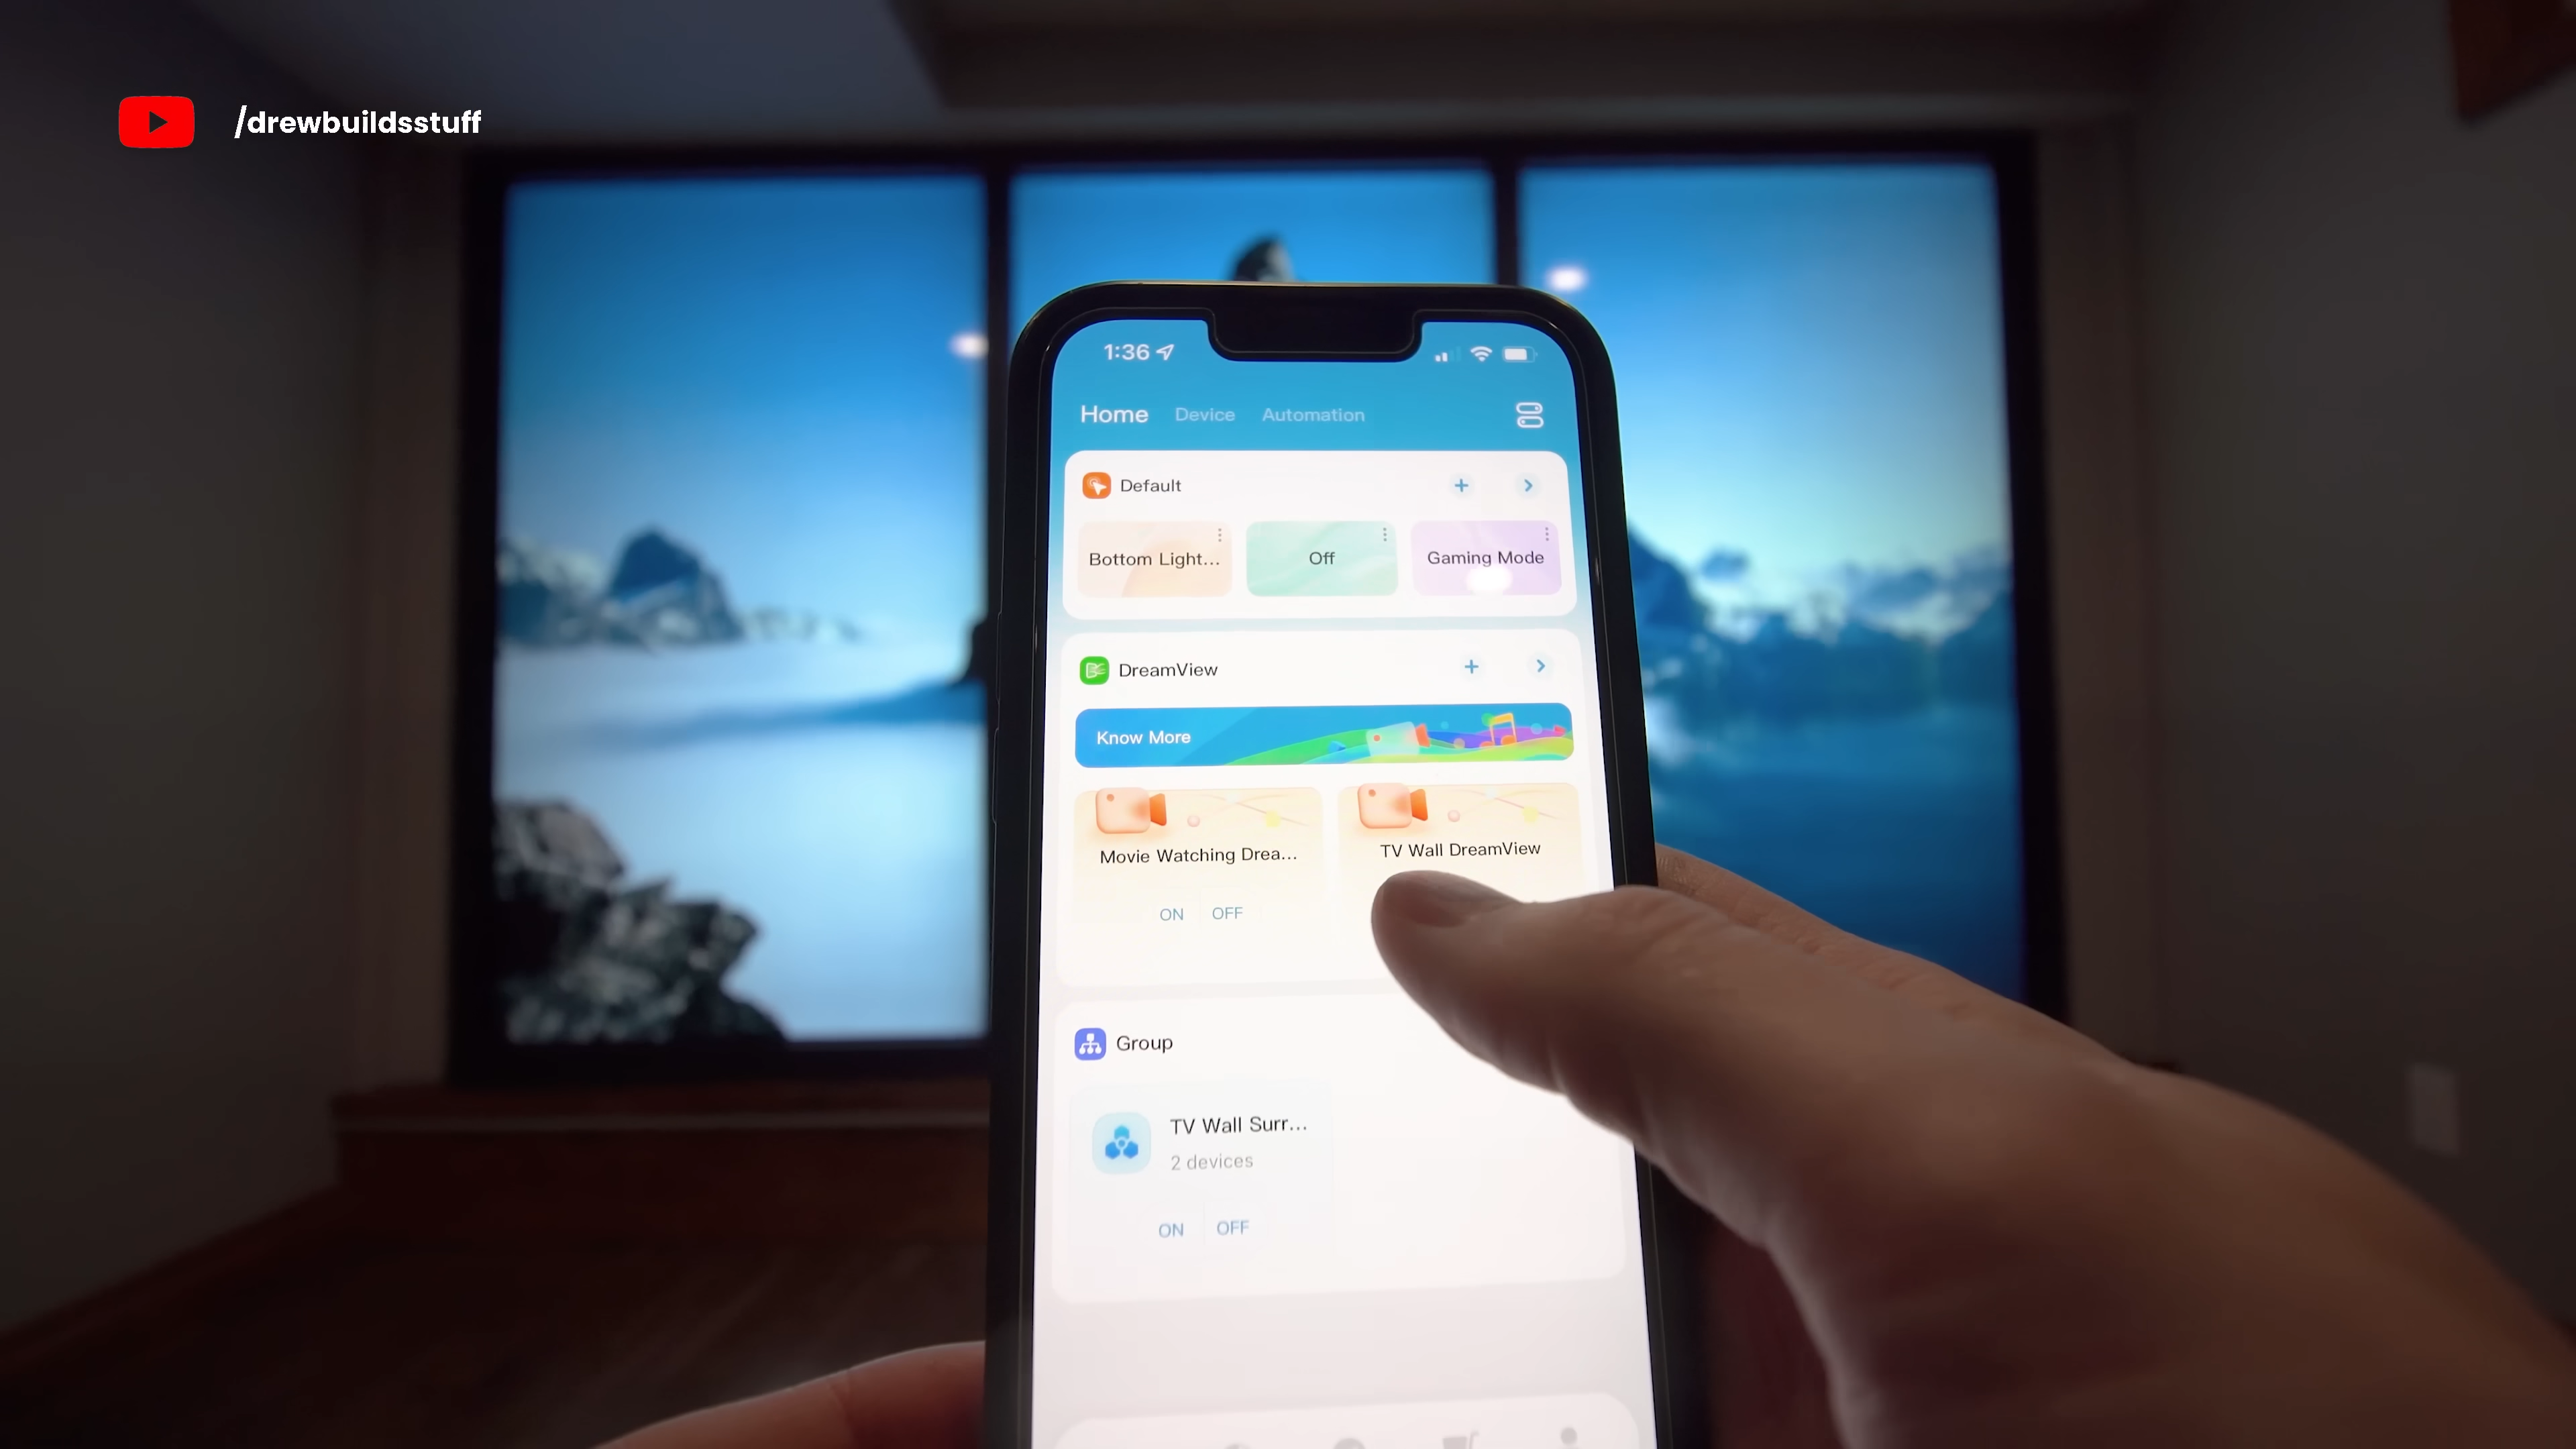 /drewbuildsstuff
1:36
Home Device Automation
Default
Bottom Light... Off Gaming Mode
DreamView
Know More
Movie Watching Drea... TV Wall DreamView
ON OFF
Group
TV Wall Surr...
2 devices
ON OFF